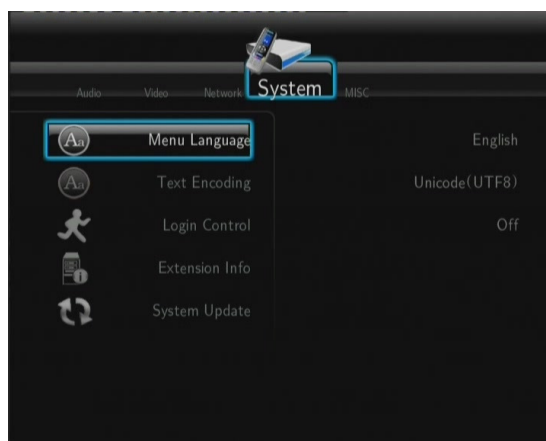 Audio Video Network System MISC
Menu Language English
Text Encoding Unicode(UTF8)
Login Control Off
Extension Info
System Update